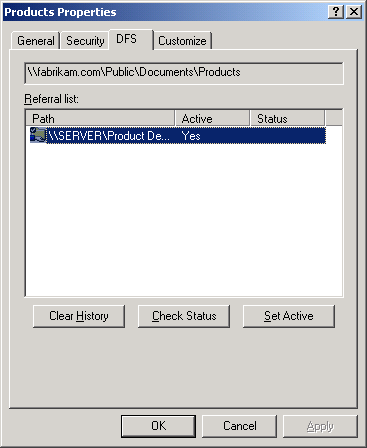 Products Properties
General Security DFS Customize
\\fabrikam.com\Public\Documents\Products
Referral list:
Path Active Status
\\SERVER\Product De... Yes
Clear History Check Status Set Active
OK Cancel Apply